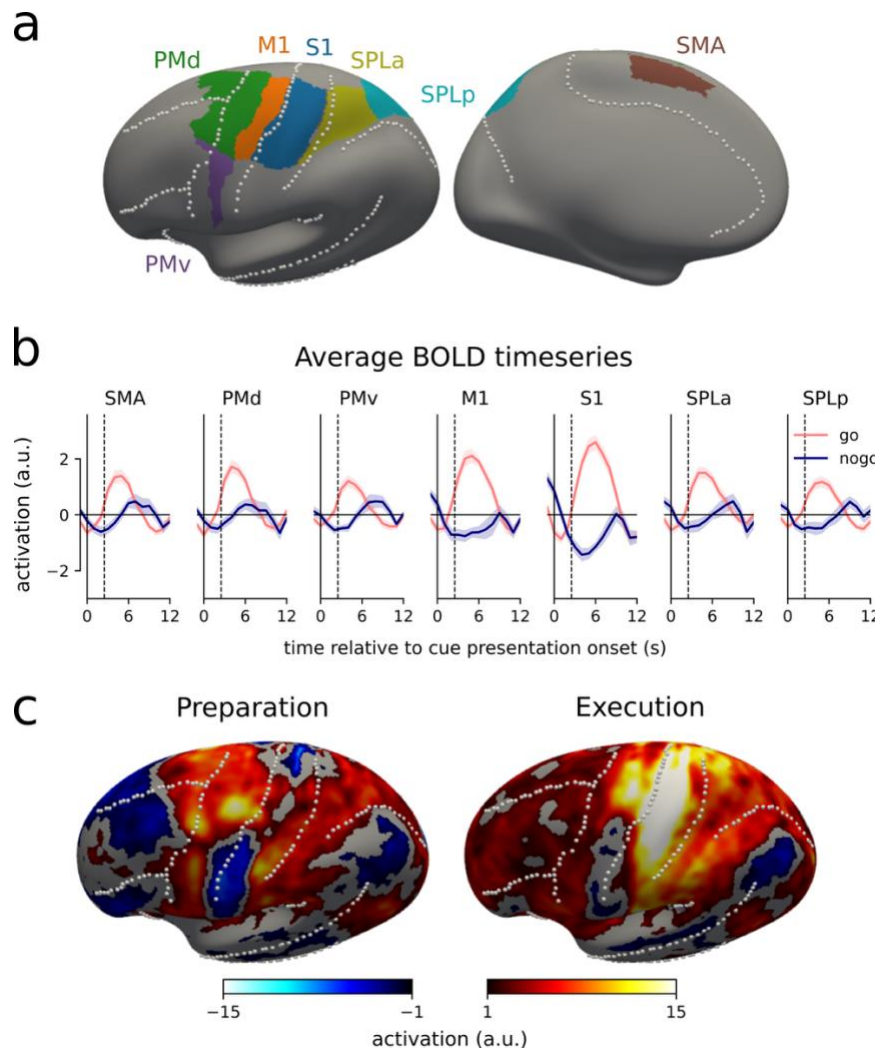 a
PMd M1 S1 SPLa SPLp SMA
PMv
b
Average BOLD timeseries
SMA PMd PMv M1 S1 SPLa SPLp
activation (a.u.)
2
0
−2
go
nogo
0 6 12 0 6 12 0 6 12 0 6 12 0 6 12 0 6 12 0 6 12
time relative to cue presentation onset (s)
c
Preparation Execution
−15 −1 1 15
activation (a.u.)